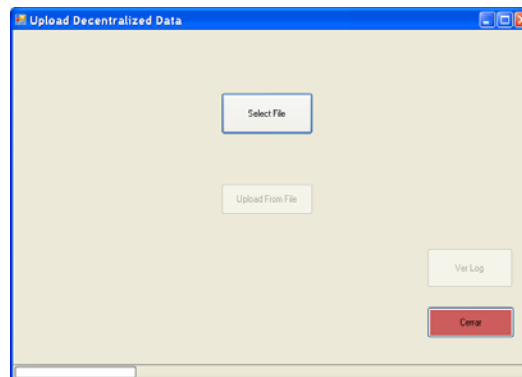 Upload Decentralized Data
Select File
Upload From File
Ver Log
Cerrar